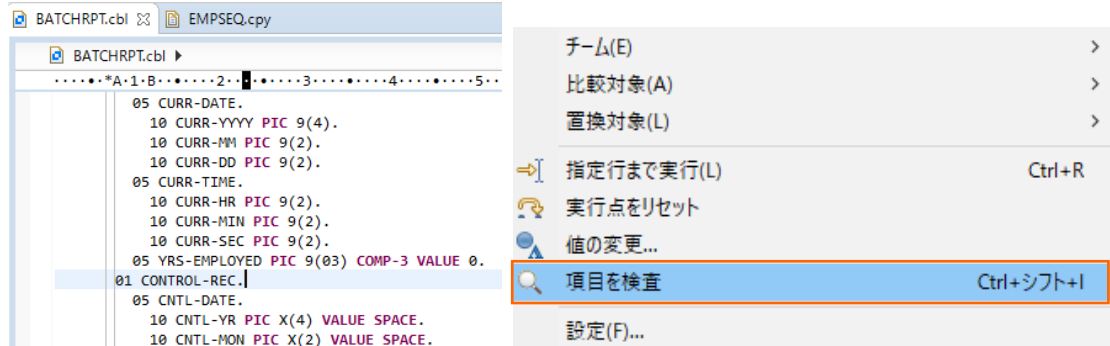 BATCHRPT.cbl
EMPSEQ.cpy
BATCHRPT.cbl
····•·*A·1·B··•····2····•····3····•····4····•····5··
05 CURR-DATE.
10 CURR-YYYY PIC 9(4).
10 CURR-MM PIC 9(2).
10 CURR-DD PIC 9(2).
05 CURR-TIME.
10 CURR-HR PIC 9(2).
10 CURR-MIN PIC 9(2).
10 CURR-SEC PIC 9(2).
05 YRS-EMPLOYED PIC 9(03) COMP-3 VALUE 0.
01 CONTROL-REC.
05 CNTL-DATE.
10 CNTL-YR PIC X(4) VALUE SPACE.
10 CNTL-MON PIC X(2) VALUE SPACE.
チーム(E)
比較対象(A)
置換対象(L)
指定行まで実行(L) Ctrl+R
実行点をリセット
値の変更...
項目を検査 Ctrl+シフト+I
設定(F)...